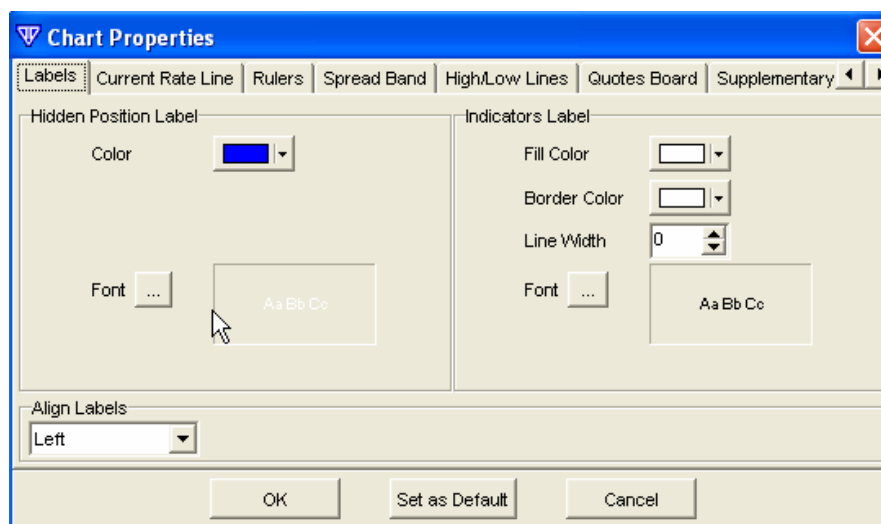 Chart Properties
Labels Current Rate Line Rulers Spread Band High/Low Lines Quotes Board Supplementary
Hidden Position Label
Color
Font ...
Aa Bb Cc
Indicators Label
Fill Color
Border Color
Line Width 0
Font ...
Aa Bb Cc
Align Labels
Left
OK Set as Default Cancel